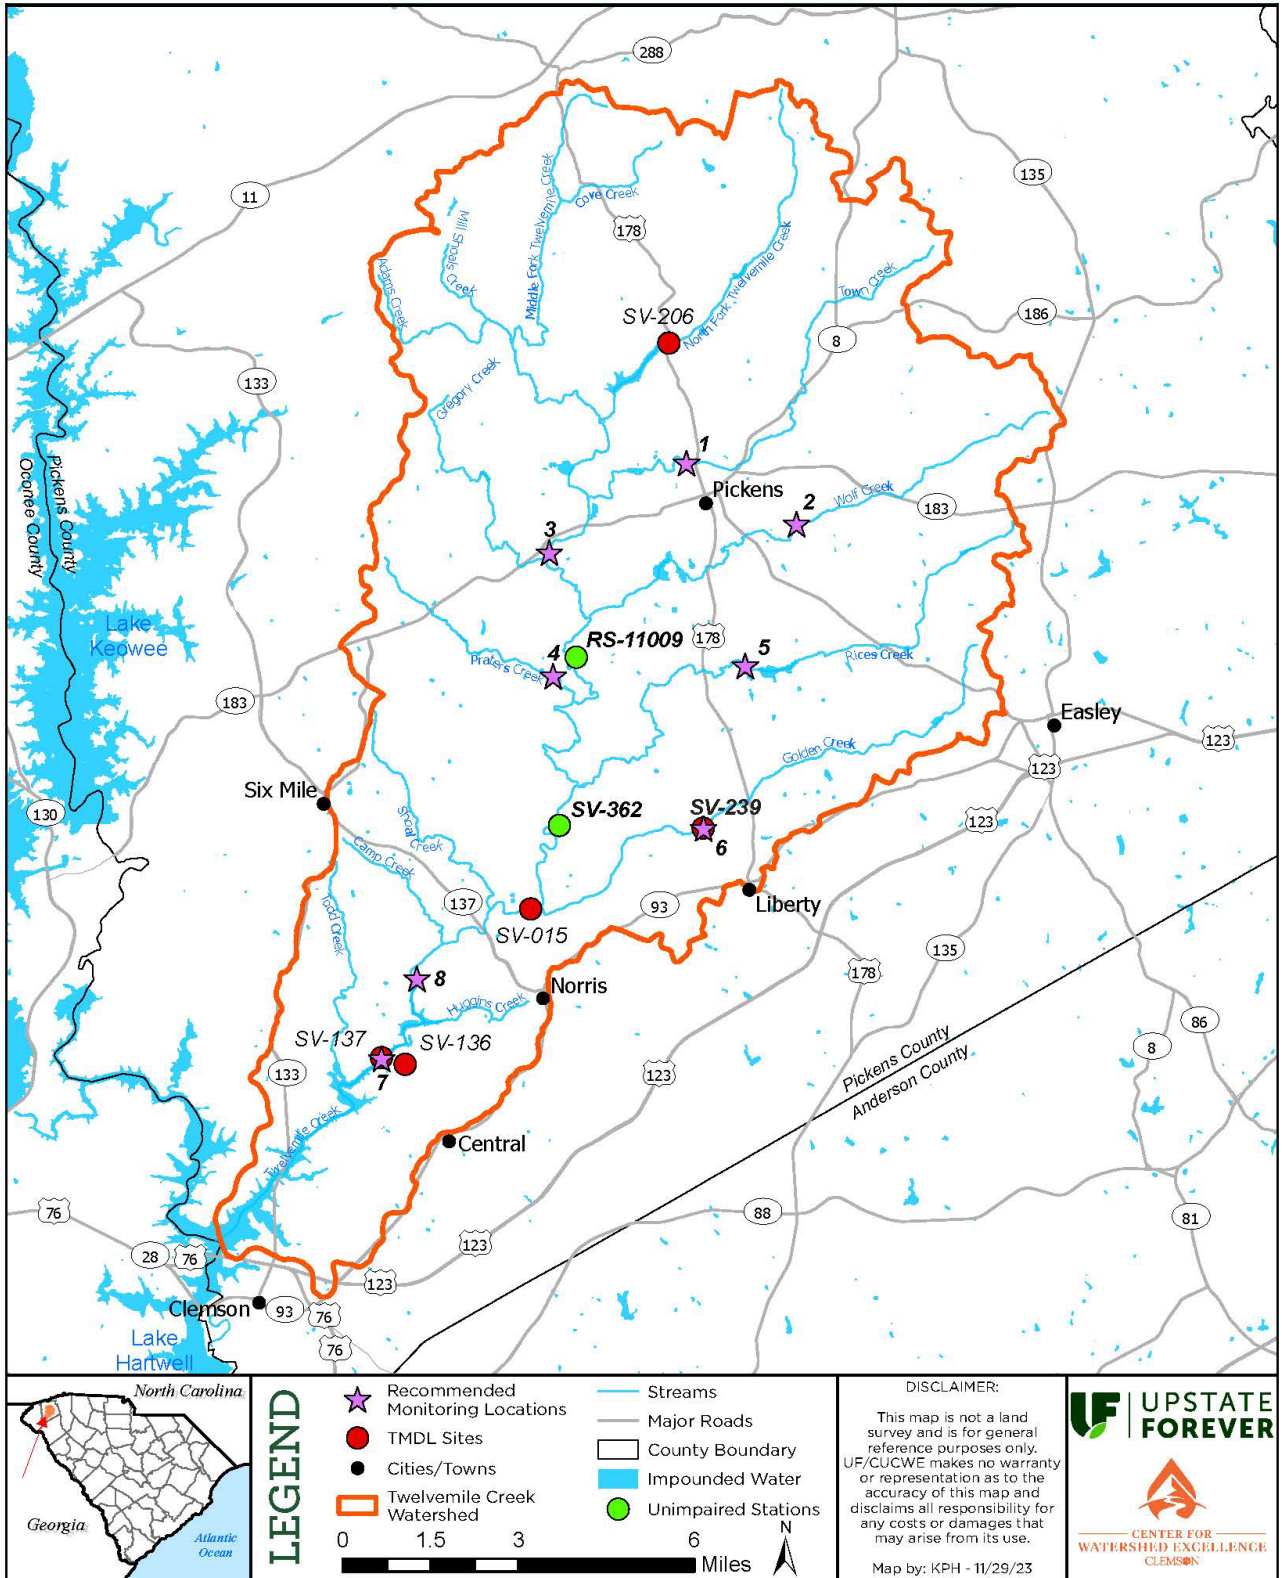 288
11
135
Cove Creek
Middle Fork Twelvemile Creek
Mill Shoals Creek
178
North Fork Twelvemile Creek
Adams Creek
Town Creek
SV-206
186
8
133
Gregory Creek
1
Pickens
Wolf Creek
2
183
3
Pickens County
Oconee County
Lake
Keowee
RS-11009
178
5
4
Praters Creek
Rices Creek
183
Easley
123
Golden Creek
123
Six Mile
130
SV-362
SV-239
6
123
Shoal Creek
Camp Creek
137
93
Liberty
Todd Creek
SV-015
135
178
8
Norris
Huggins Creek
86
SV-137
SV-136
7
8
133
123
Pickens County
Anderson County
Twelvemile Creek
Central
76
88
81
28
76
123
123
Clemson
93
76
76
Lake
Hartwell
North Carolina
Georgia
Atlantic
Ocean
LEGEND
Recommended
Monitoring Locations
TMDL Sites
Cities/Towns
Twelvemile Creek
Watershed
Streams
Major Roads
County Boundary
Impounded Water
Unimpaired Stations
0 1.5 3 6
Miles
N
DISCLAIMER:
This map is not a land
survey and is for general
reference purposes only.
UF/CUCWE makes no warranty
or representation as to the
accuracy of this map and
disclaims all responsibility for
any costs or damages that
may arise from its use.
Map by: KPH - 11/29/23
UF
UPSTATE
FOREVER
CENTER FOR
WATERSHED EXCELLENCE
CLEMSON